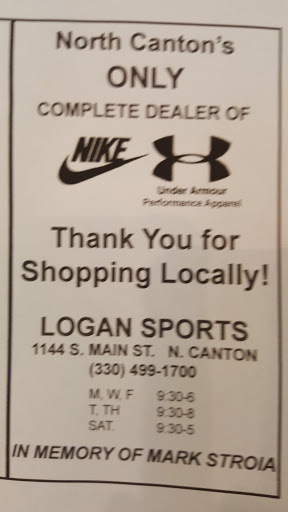 North Canton's
ONLY
COMPLETE DEALER OF
NIKE
Under Armour
Performance Apparel
Thank You for
Shopping Locally!
LOGAN SPORTS
1144 S. MAIN ST. N. CANTON
(330) 499-1700
M, W, F 9:30-6
T, TH 9:30-8
SAT. 9:30-5
IN MEMORY OF MARK STROIA